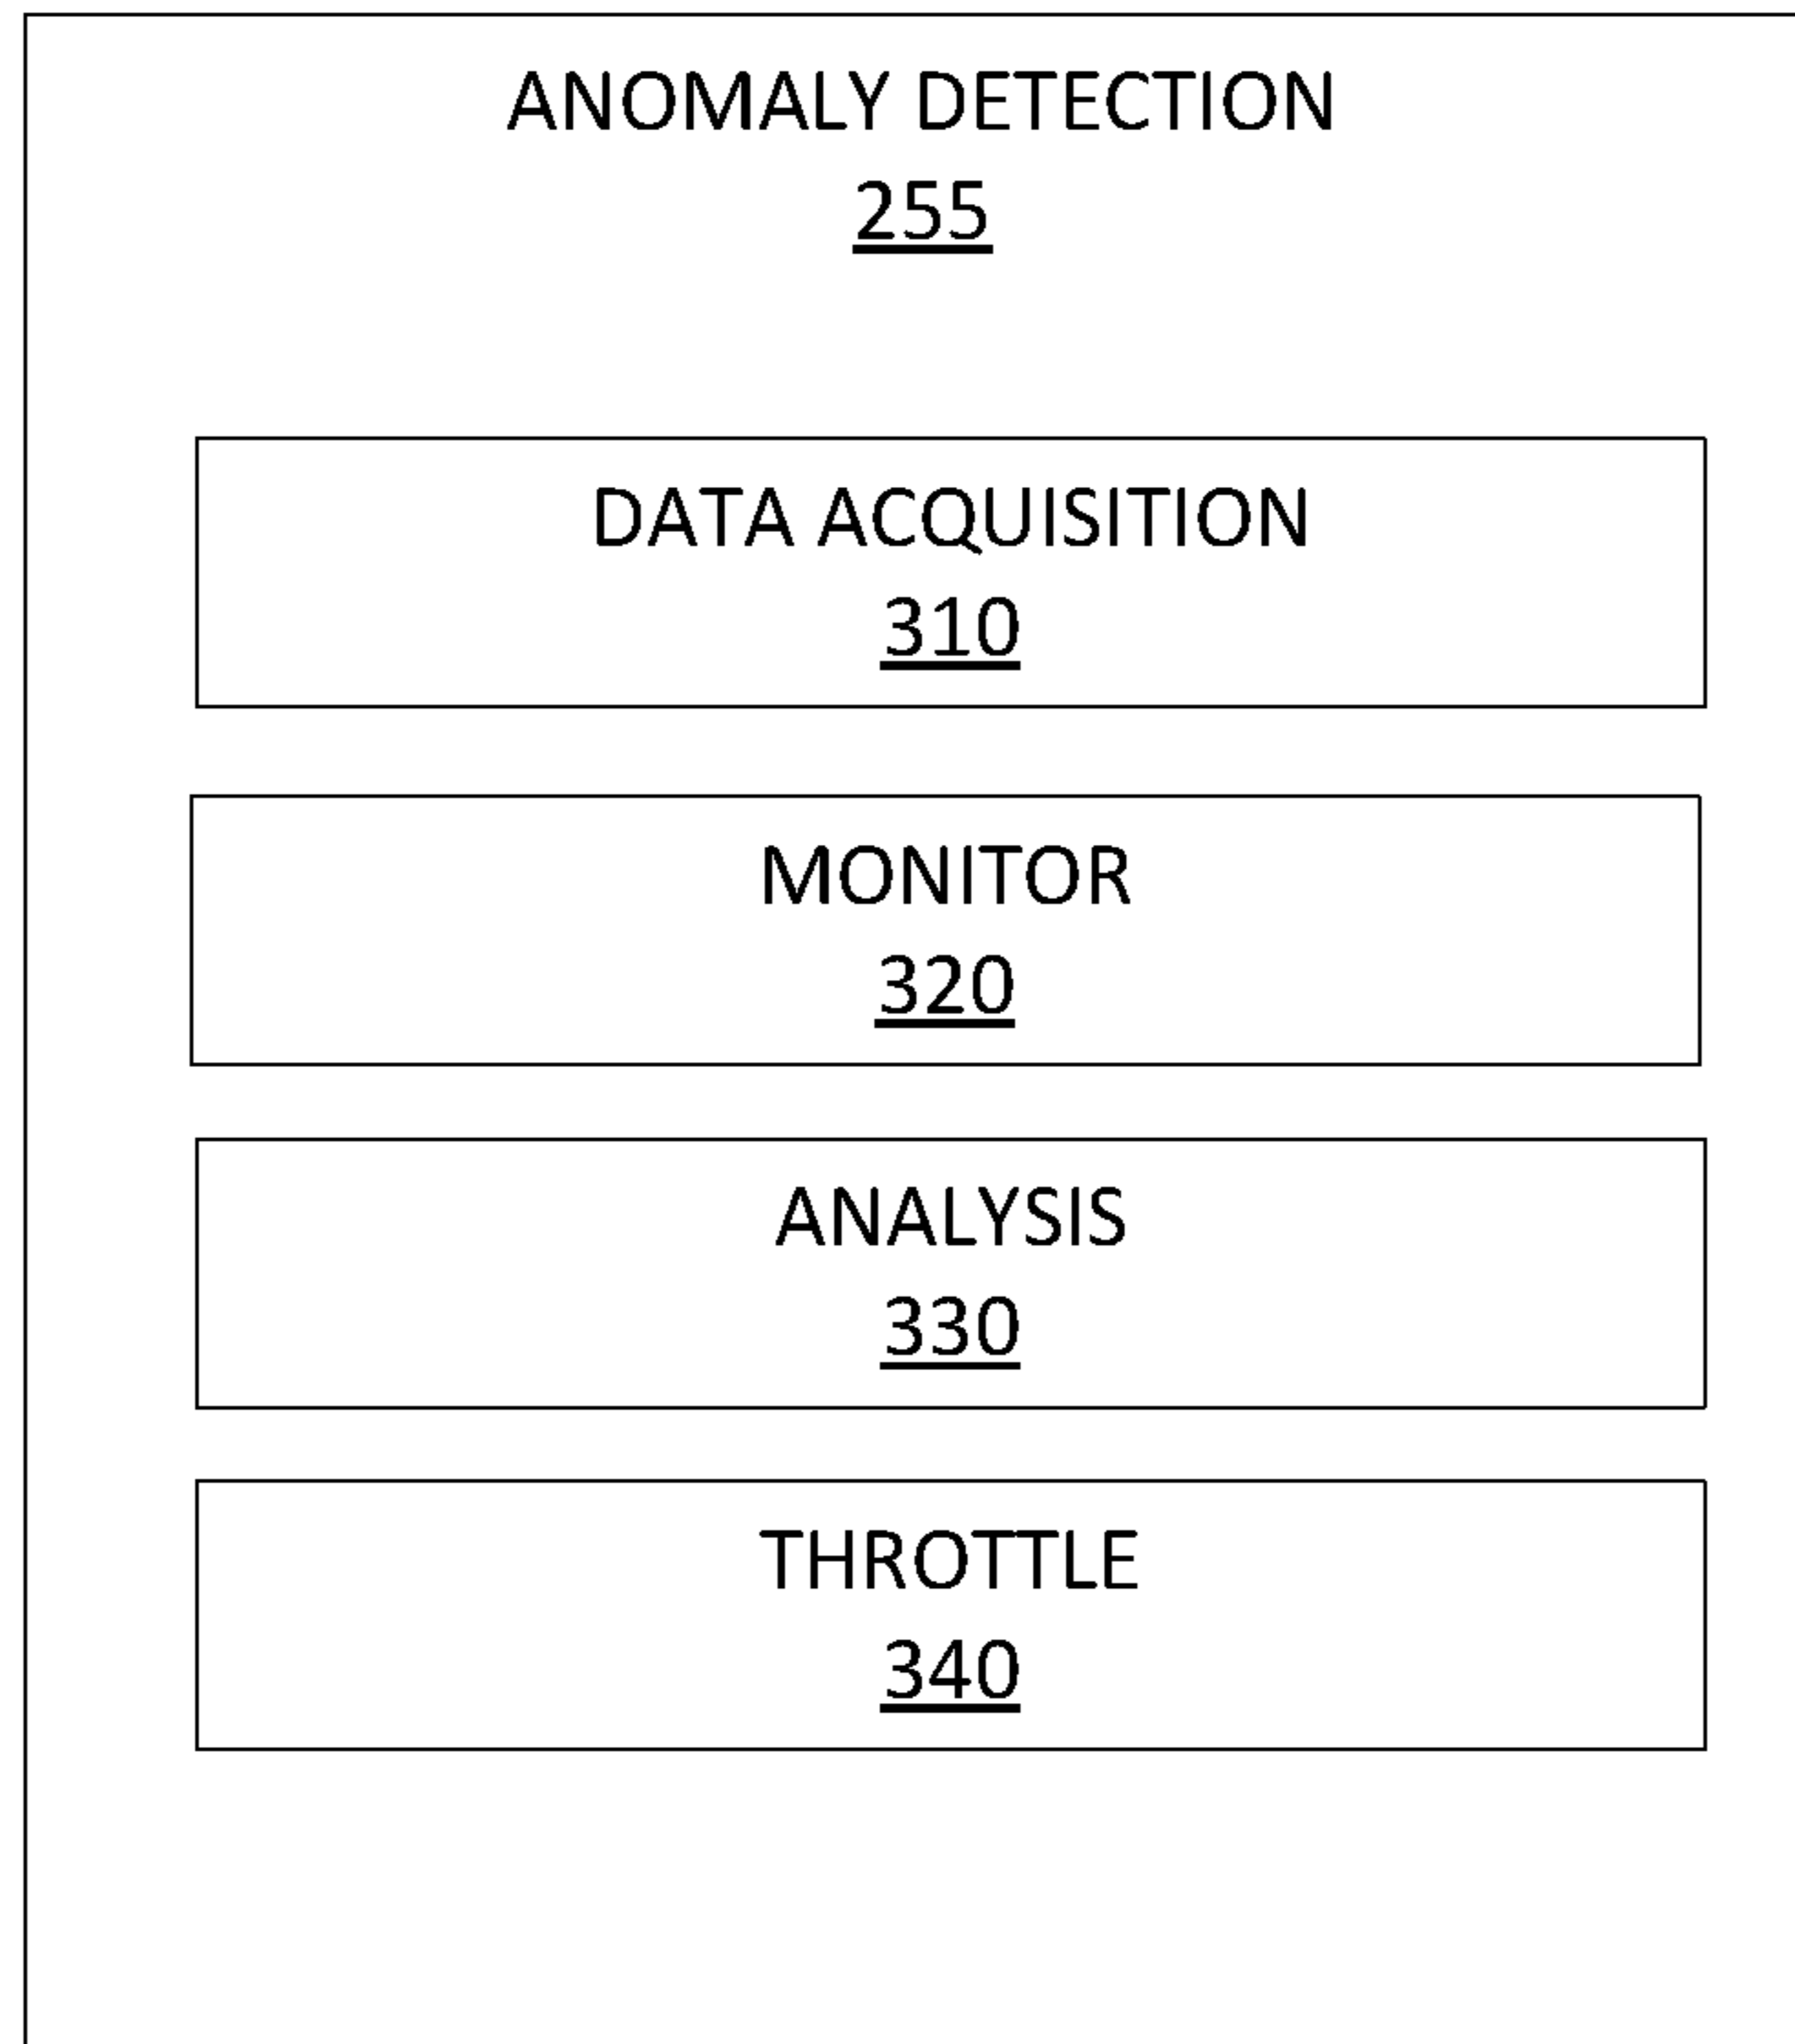 ANOMALY DETECTION
255
DATA ACQUISITION
310
MONITOR
320
ANALYSIS
330
THROTTLE
340